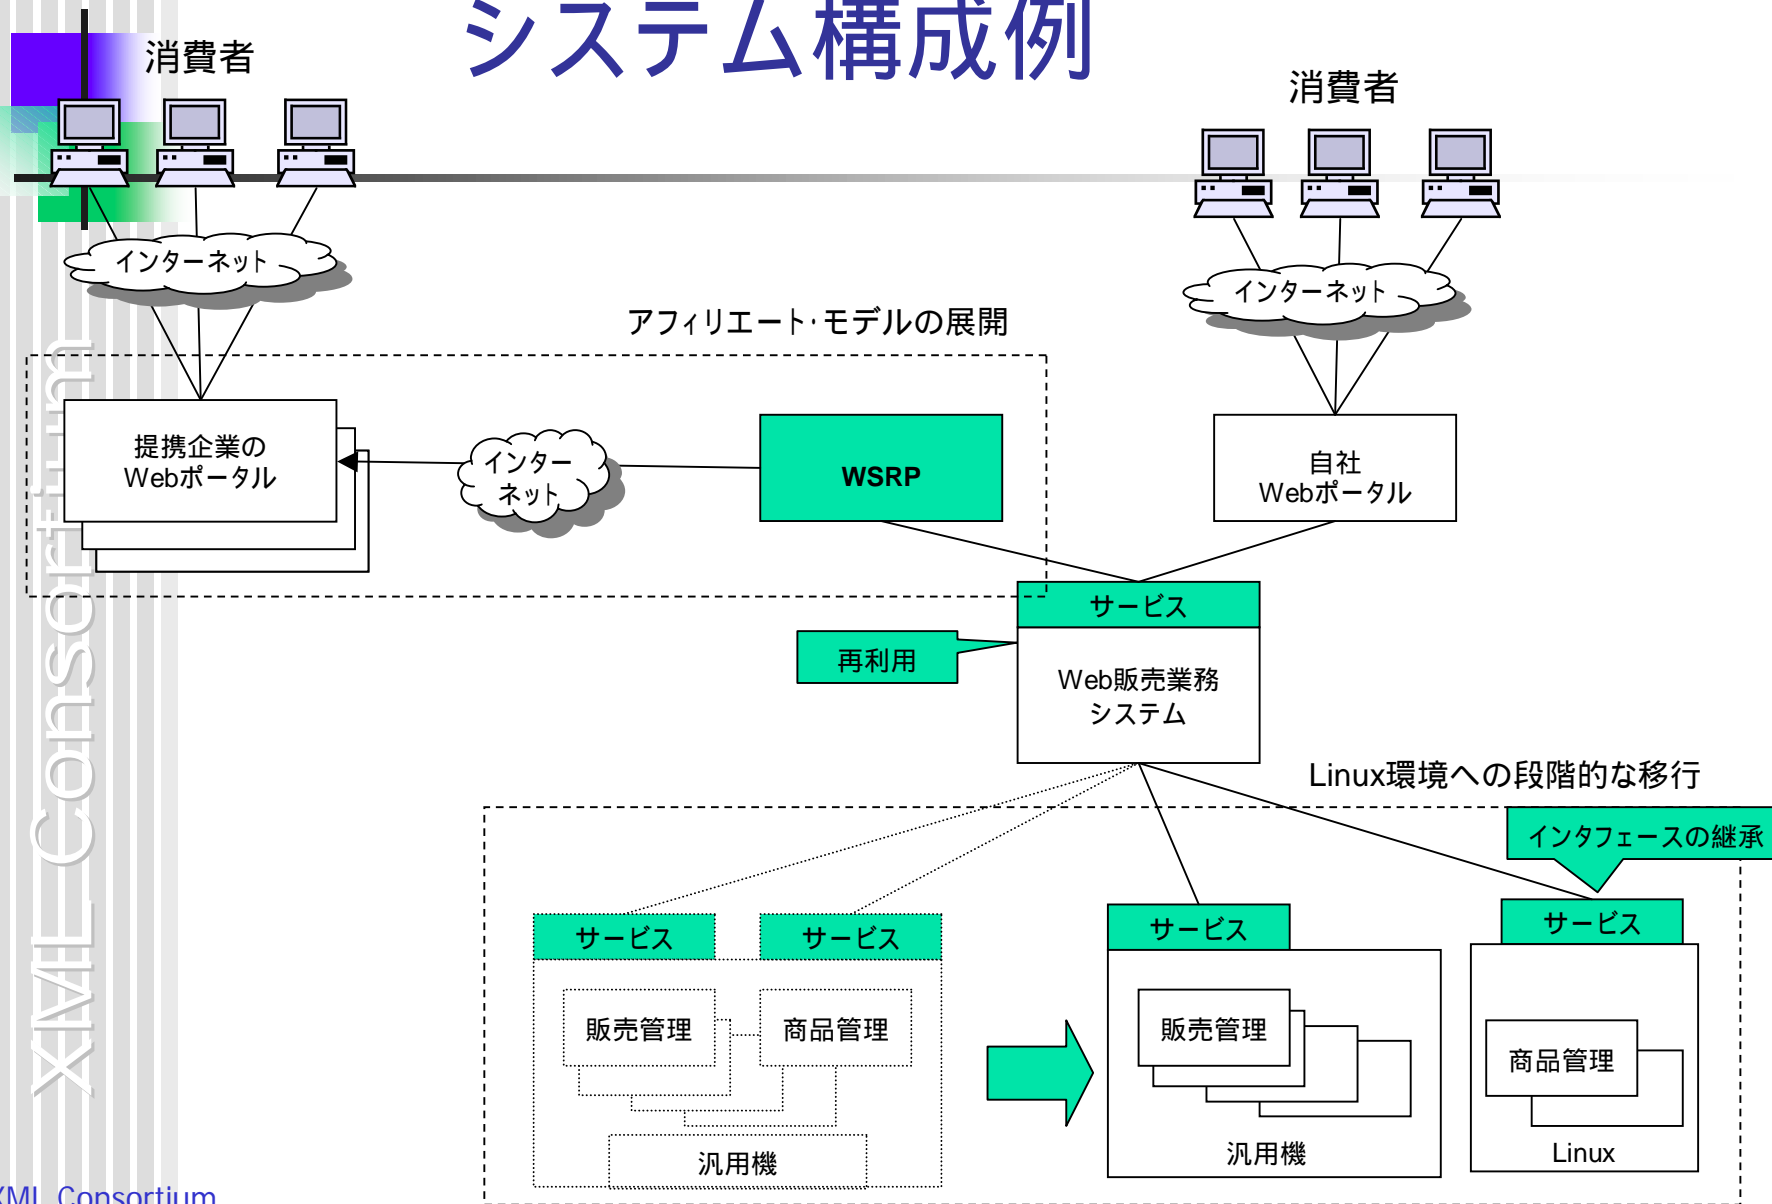 システム構成例
消費者
消費者
インターネット
インターネット
アフィリエート・モデルの展開
提携企業の
Webポータル
インター
ネット
WSRP
自社
Webポータル
サービス
再利用
Web販売業務
システム
Linux環境への段階的な移行
インタフェースの継承
サービス
サービス
サービス
サービス
販売管理
商品管理
販売管理
商品管理
汎用機
汎用機
Linux
XML Consortium
XML Consortium